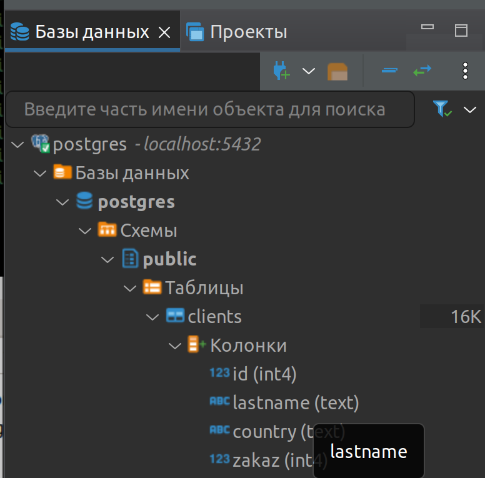 Базы данных
Проекты
Введите часть имени объекта для поиска
postgres - localhost:5432
Базы данных
postgres
Схемы
public
Таблицы
clients 16K
Колонки
123 id (int4)
ABC lastname (text)
ABC country (text)
123 zakaz (int4)
lastname